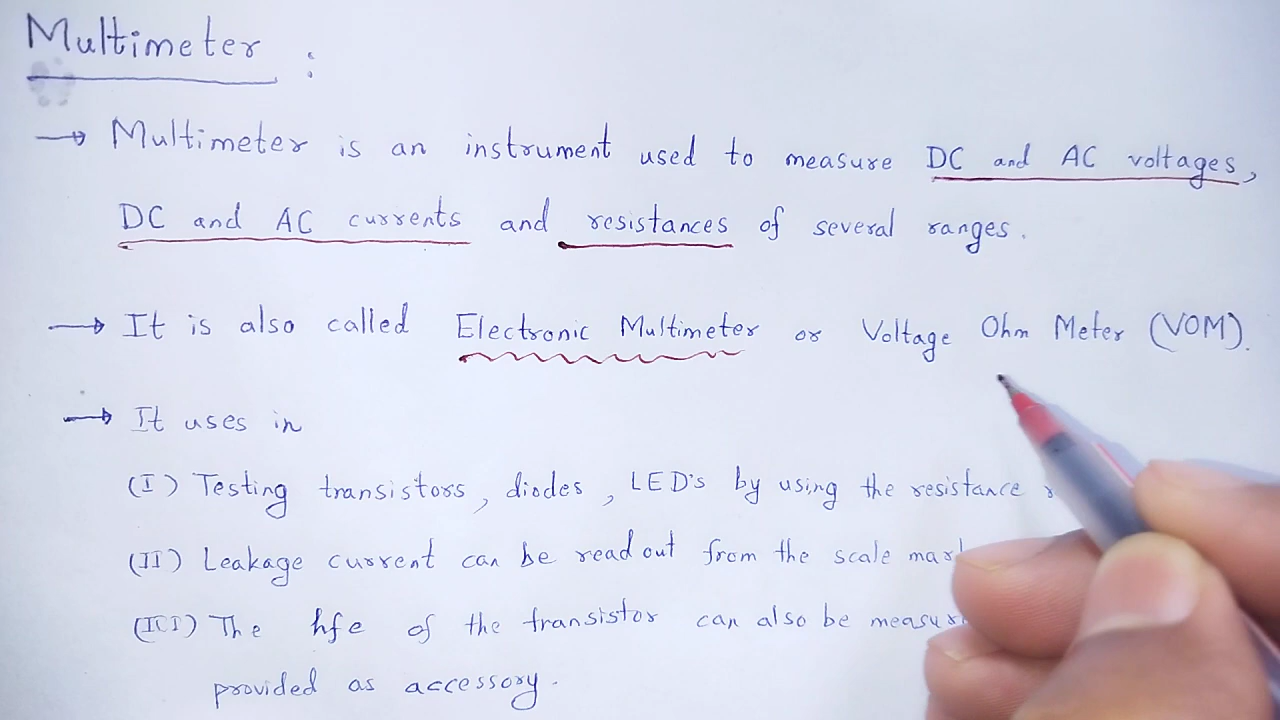 Multimeter :
→ Multimeter is an instrument used to measure DC and AC voltages,
DC and AC currents and resistances of several ranges.
→ It is also called Electronic Multimeter or Voltage Ohm Meter (VOM).
→ It uses in
(I) Testing transistors, diodes, LED's by using the resistance
(II) Leakage current can be read out from the scale
(III) The hfe of the transistor can also be
provided as accessory.